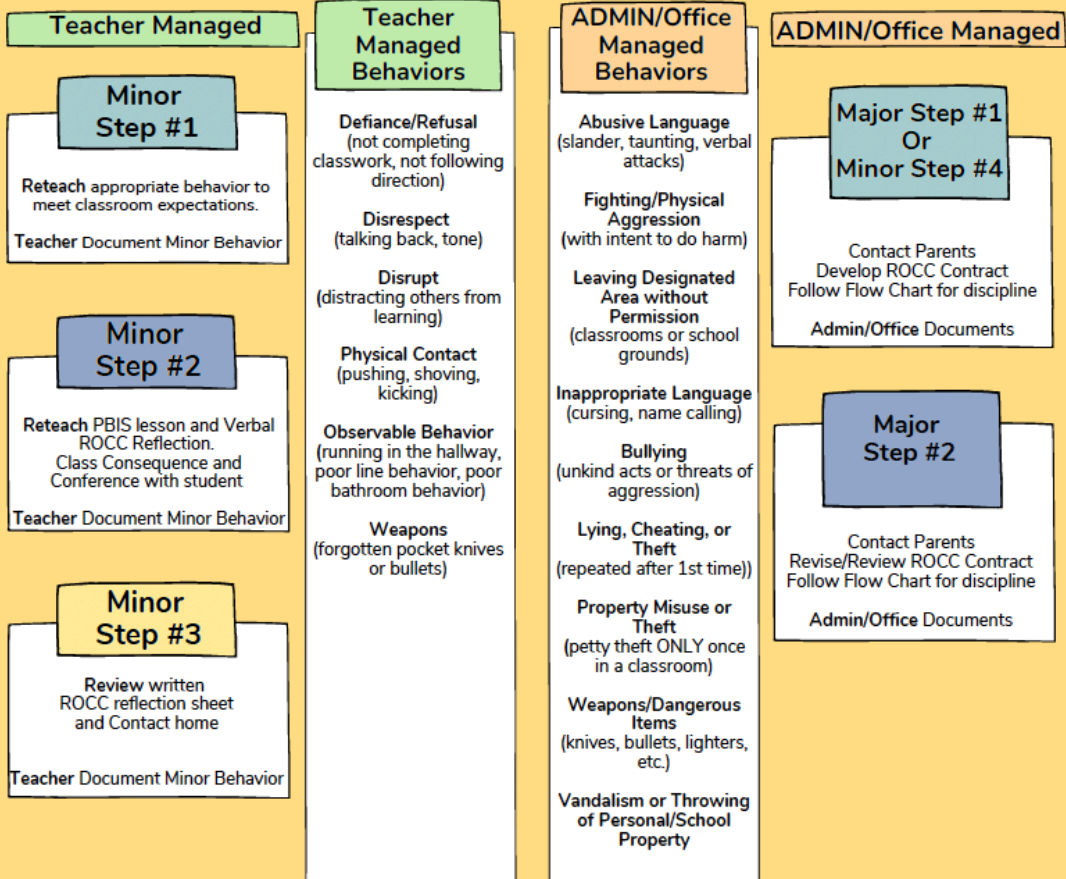 Teacher Managed
Minor
Step #1
Reteach appropriate behavior to
meet classroom expectations.
Teacher Document Minor Behavior
Minor
Step #2
Reteach PBIS lesson and Verbal
ROCC Reflection.
Class Consequence and
Conference with student
Teacher Document Minor Behavior
Minor
Step #3
Review written
ROCC reflection sheet
and Contact home
Teacher Document Minor Behavior
Teacher
Managed
Behaviors
Defiance/Refusal
(not completing
classwork, not following
direction)
Disrespect
(talking back, tone)
Disrupt
(distracting others from
learning)
Physical Contact
(pushing, shoving,
kicking)
Observable Behavior
(running in the hallway,
poor line behavior, poor
bathroom behavior)
Weapons
(forgotten pocket knives
or bullets)
ADMIN/Office
Managed
Behaviors
Abusive Language
(slander, taunting, verbal
attacks)
Fighting/Physical
Aggression
(with intent to do harm)
Leaving Designated
Area without
Permission
(classrooms or school
grounds)
Inappropriate Language
(cursing, name calling)
Bullying
(unkind acts or threats of
aggression)
Lying, Cheating, or
Theft
(repeated after 1st time))
Property Misuse or
Theft
(petty theft ONLY once
in a classroom)
Weapons/Dangerous
Items
(knives, bullets, lighters,
etc.)
Vandalism or Throwing
of Personal/School
Property
ADMIN/Office Managed
Major Step #1
Or
Minor Step #4
Contact Parents
Develop ROCC Contract
Follow Flow Chart for discipline
Admin/Office Documents
Major
Step #2
Contact Parents
Revise/Review ROCC Contract
Follow Flow Chart for discipline
Admin/Office Documents